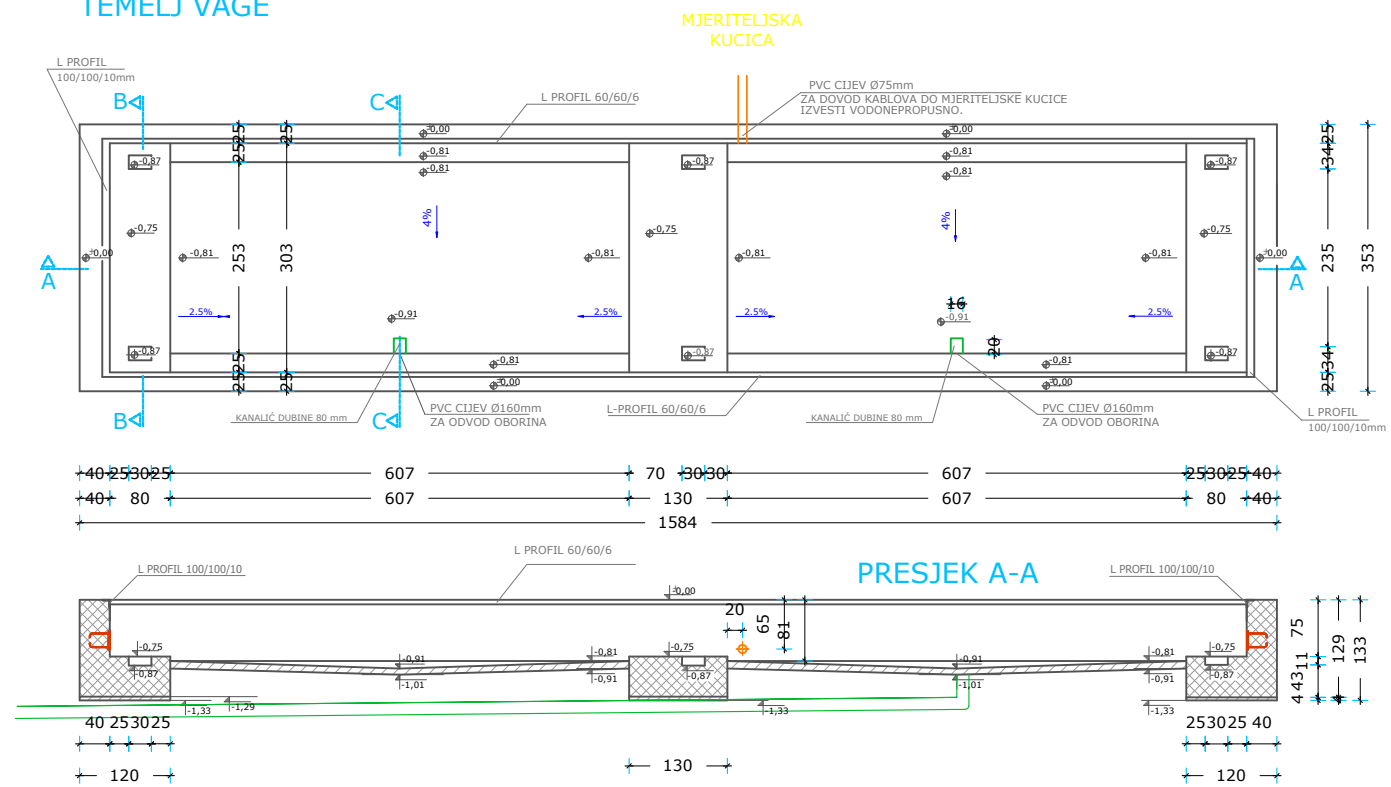 TEMELJ VAGE
MJERITELJSKA
KUCICA
L PROFIL
100/100/10mm
B
C
L PROFIL 60/60/6
PVC CIJEV Ø75mm
ZA DOVOD KABLOVA DO MJERITELJSKE KUCICE
IZVESTI VODONEPROPUSNO.
±0,00
±0,00
-0,81
-0,81
-0,81
-0,81
-0,87
-0,87
-0,87
25
25
25
34
25
4%
4%
-0,75
-0,75
-0,75
±0,00
-0,81
-0,81
-0,81
-0,81
±0,00
253
303
235
353
A
A
2.5%
2.5%
2.5%
2.5%
16
-0,91
-0,91
20
-0,87
-0,87
-0,87
-0,81
-0,81
±0,00
±0,00
25
25
25
34
25
B
C
KANALIĆ DUBINE 80 mm
PVC CIJEV Ø160mm
ZA ODVOD OBORINA
L-PROFIL 60/60/6
KANALIĆ DUBINE 80 mm
PVC CIJEV Ø160mm
ZA ODVOD OBORINA
L PROFIL
100/100/10mm
40 25 30 25 607 70 30 30 607 25 30 25 40
40 80 607 130 607 80 40
1584
L PROFIL 60/60/6
PRESJEK A-A
L PROFIL 100/100/10
L PROFIL 100/100/10
±0,00
20
65
81
75
11
43
4
129
133
-0,75
-0,87
-0,91
-1,01
-0,81
-0,91
-0,75
-0,87
-0,91
-1,01
-0,81
-0,91
-0,75
-0,87
-1,33
-1,29
-1,33
-1,33
40 25 30 25
25 30 25 40
120
130
120